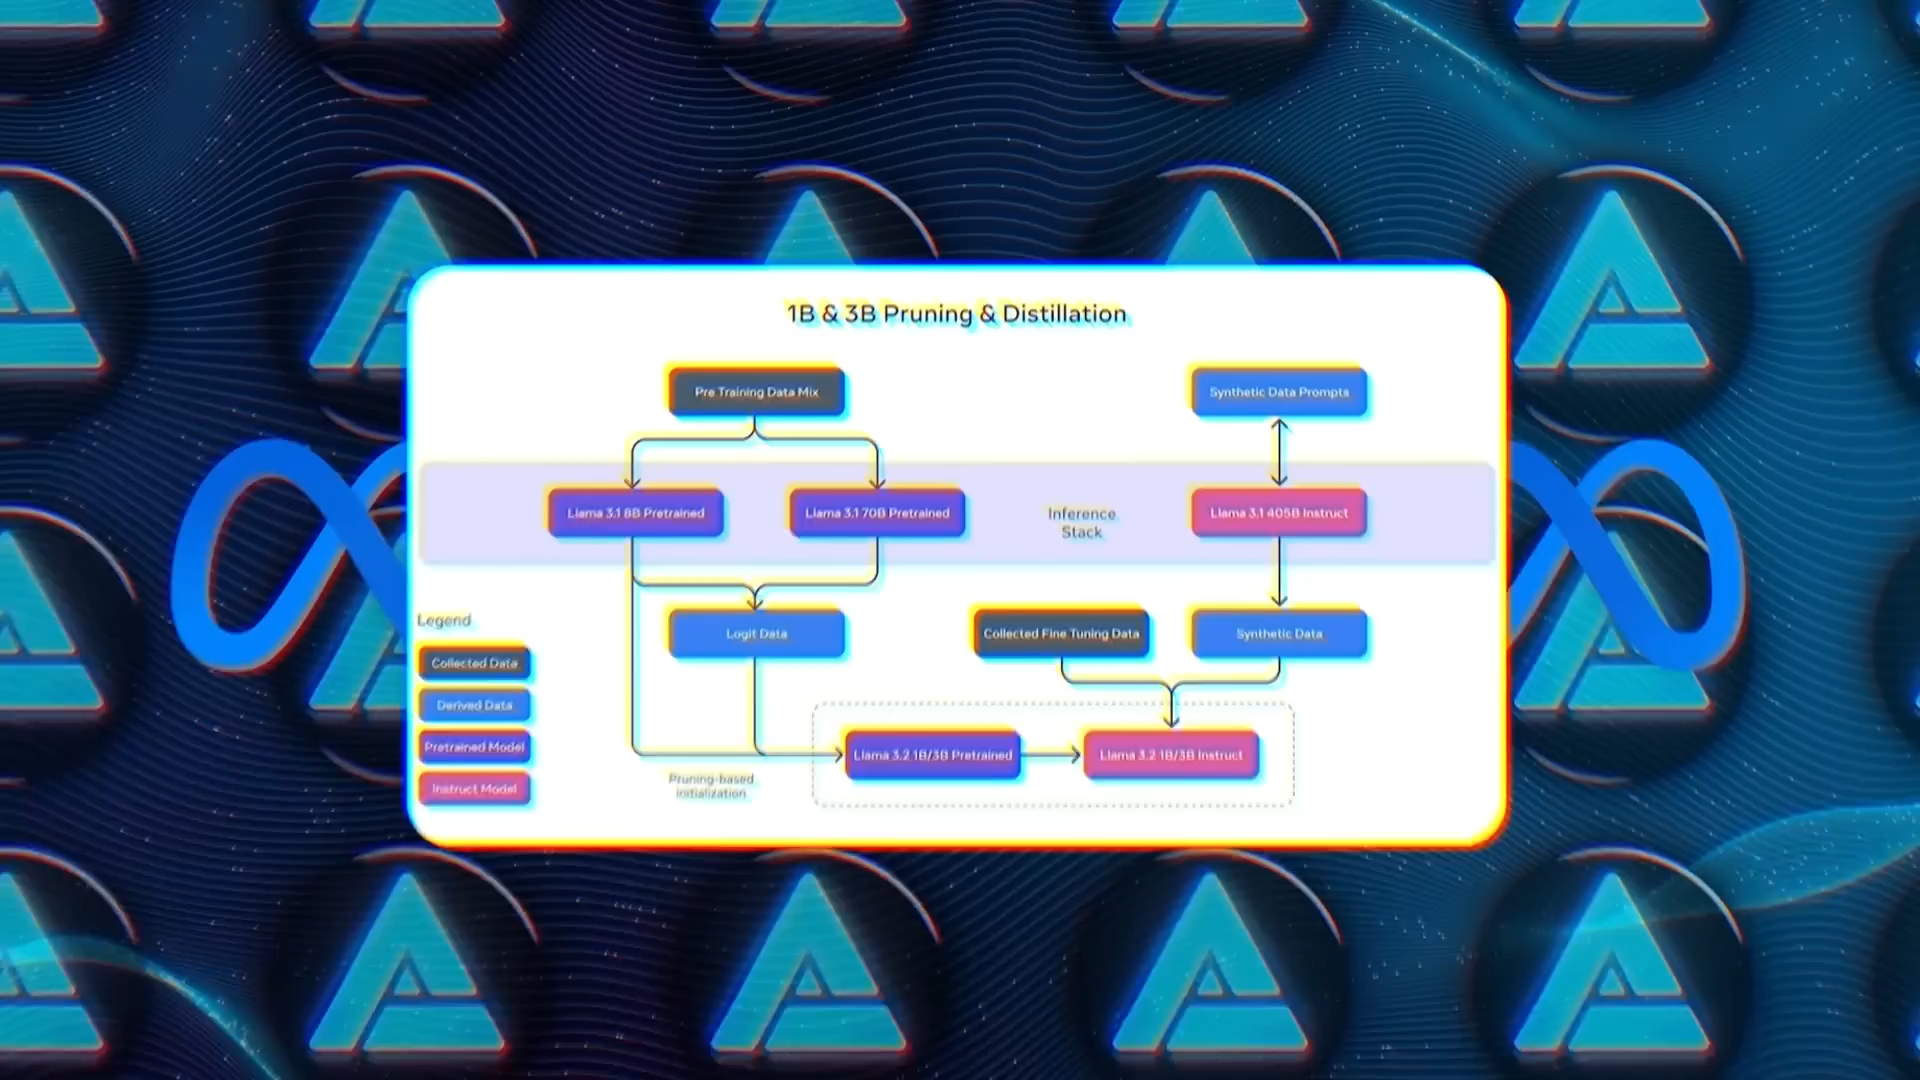 1B & 3B Pruning & Distillation
Pre Training Data Mix
Synthetic Data Prompts
Llama 3.1 8B Pretrained
Llama 3.1 70B Pretrained
Inference
Stack
Llama 3.1 405B Instruct
Logit Data
Collected Fine Tuning Data
Synthetic Data
Legend
Collected Data
Derived Data
Pretrained Model
Instruct Model
Llama 3.2 1B/3B Pretrained
Llama 3.2 1B/3B Instruct
Pruning-based
initialization